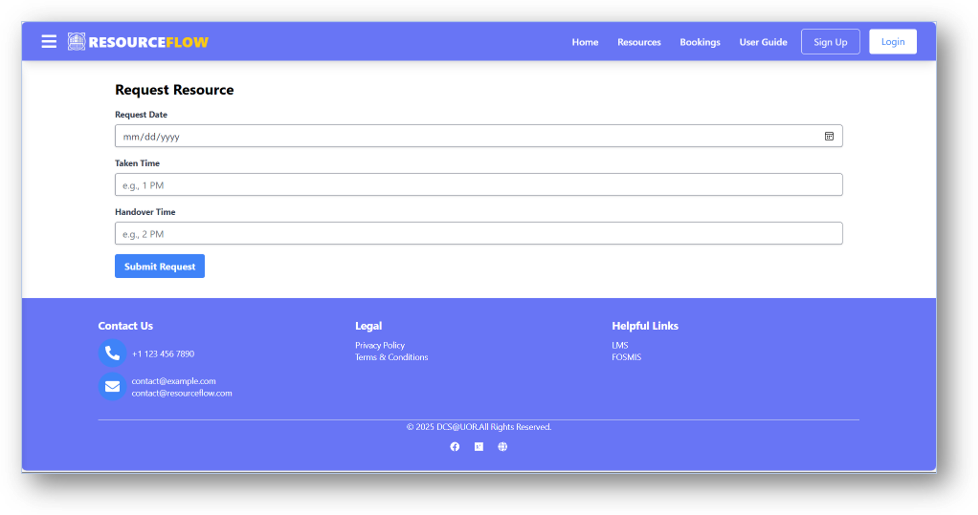 RESOURCEFLOW
Home Resources Bookings User Guide Sign Up Login
Request Resource
Request Date
mm/dd/yyyy
Taken Time
e.g., 1 PM
Handover Time
e.g., 2 PM
Submit Request
Contact Us
+1 123 456 7890
contact@example.com
contact@resourceflow.com
Legal
Privacy Policy
Terms & Conditions
Helpful Links
LMS
FOSMIS
© 2025 DCS@UOR.All Rights Reserved.